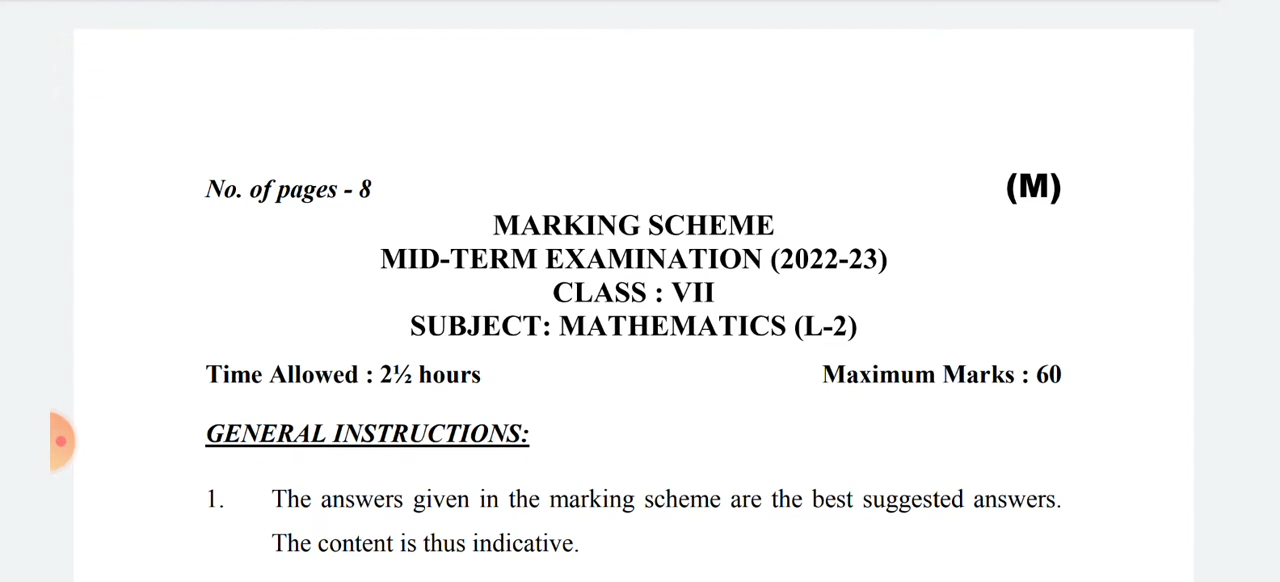 No. of pages - 8
(M)
MARKING SCHEME
MID-TERM EXAMINATION (2022-23)
CLASS : VII
SUBJECT: MATHEMATICS (L-2)
Time Allowed : 2½ hours
Maximum Marks : 60
GENERAL INSTRUCTIONS:
1. The answers given in the marking scheme are the best suggested answers.
The content is thus indicative.